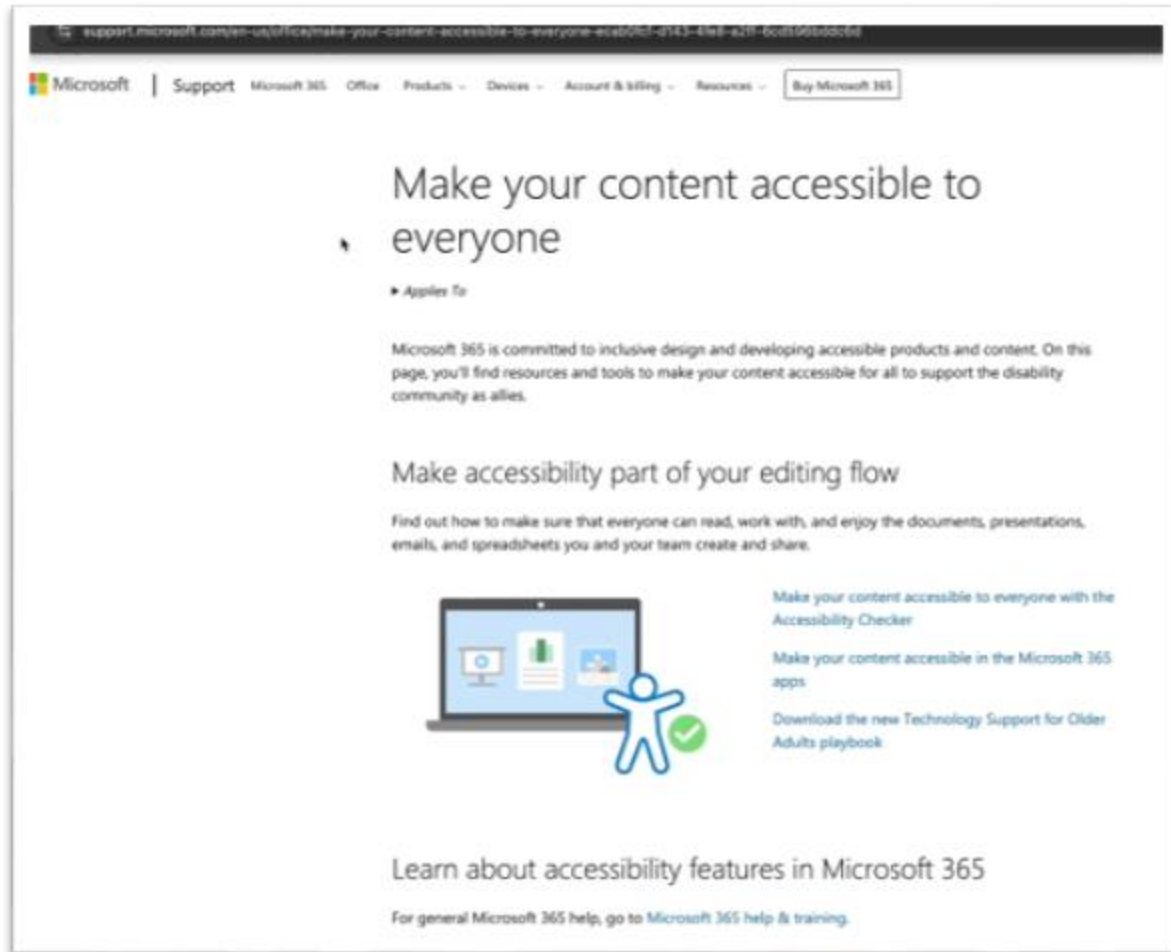 support.microsoft.com/en-us/office/make-your-content-accessible-to-everyone-
Microsoft | Support Microsoft 365 Office Products Devices Account & billing Resources Buy Microsoft 365
Make your content accessible to
everyone
Applies To
Microsoft 365 is committed to inclusive design and developing accessible products and content. On this
page, you'll find resources and tools to make your content accessible for all to support the disability
community as allies.
Make accessibility part of your editing flow
Find out how to make sure that everyone can read, work with, and enjoy the documents, presentations,
emails, and spreadsheets you and your team create and share.
Make your content accessible to everyone with the
Accessibility Checker
Make your content accessible in the Microsoft 365
apps
Download the new Technology Support for Older
Adults playbook
Learn about accessibility features in Microsoft 365
For general Microsoft 365 help, go to Microsoft 365 help & training.